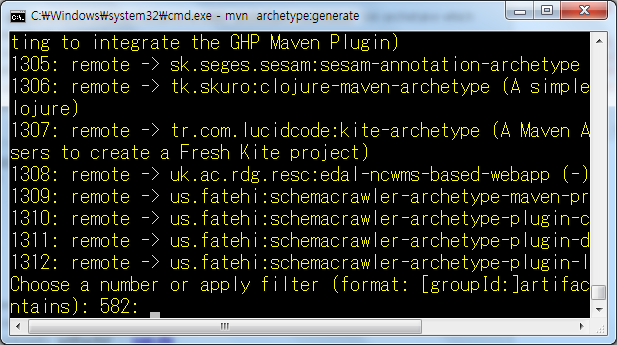 C:₩Windows₩system32₩cmd.exe - mvn  archetype:generate
ting to integrate the GHP Maven Plugin)
1305: remote -> sk.seges.sesam:sesam-annotation-archetype
1306: remote -> tk.skuro:clojure-maven-archetype (A simple
lojure)
1307: remote -> tr.com.lucidcode:kite-archetype (A Maven A
sers to create a Fresh Kite project)
1308: remote -> uk.ac.rdg.resc:edal-ncwms-based-webapp (-)
1309: remote -> us.fatehi:schemacrawler-archetype-maven-pr
1310: remote -> us.fatehi:schemacrawler-archetype-plugin-c
1311: remote -> us.fatehi:schemacrawler-archetype-plugin-d
1312: remote -> us.fatehi:schemacrawler-archetype-plugin-l
Choose a number or apply filter (format: [groupId:]artifac
ntains): 582: